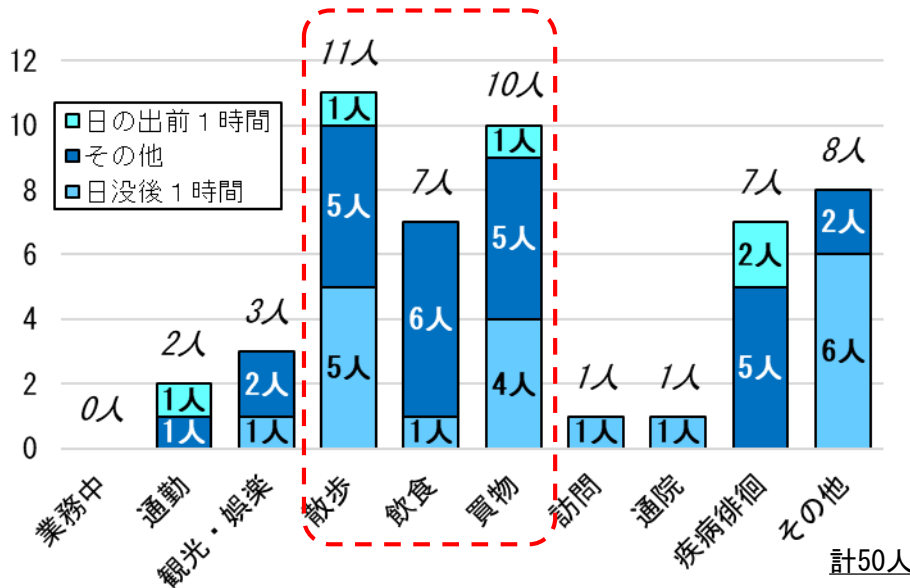 12
10
8
6
4
2
0
日の出前１時間
その他
日没後１時間
0人
2人
1人
1人
3人
2人
1人
11人
1人
5人
5人
7人
6人
1人
10人
1人
5人
4人
1人
1人
1人
1人
7人
2人
5人
8人
2人
6人
業務中
通勤
観光・娯楽
散歩
飲食
買物
訪問
通院
疾病徘徊
その他
計50人